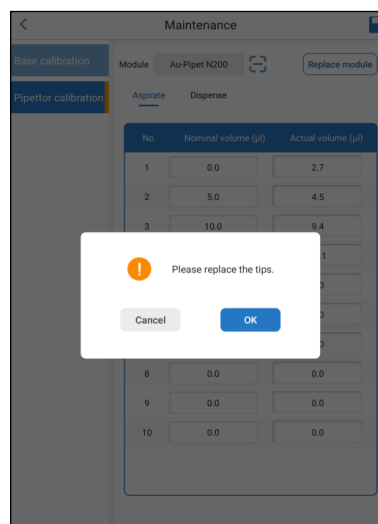 Maintenance
Base calibration
Pipettor calibration
Module Au-Pipet N200 Replace module
Aspirate Dispense
No. Nominal volume (µl) Actual volume (µl)
1 0.0 2.7
2 5.0 4.5
3 10.0 9.4
Please replace the tips.
Cancel OK
8 0.0 0.0
9 0.0 0.0
10 0.0 0.0